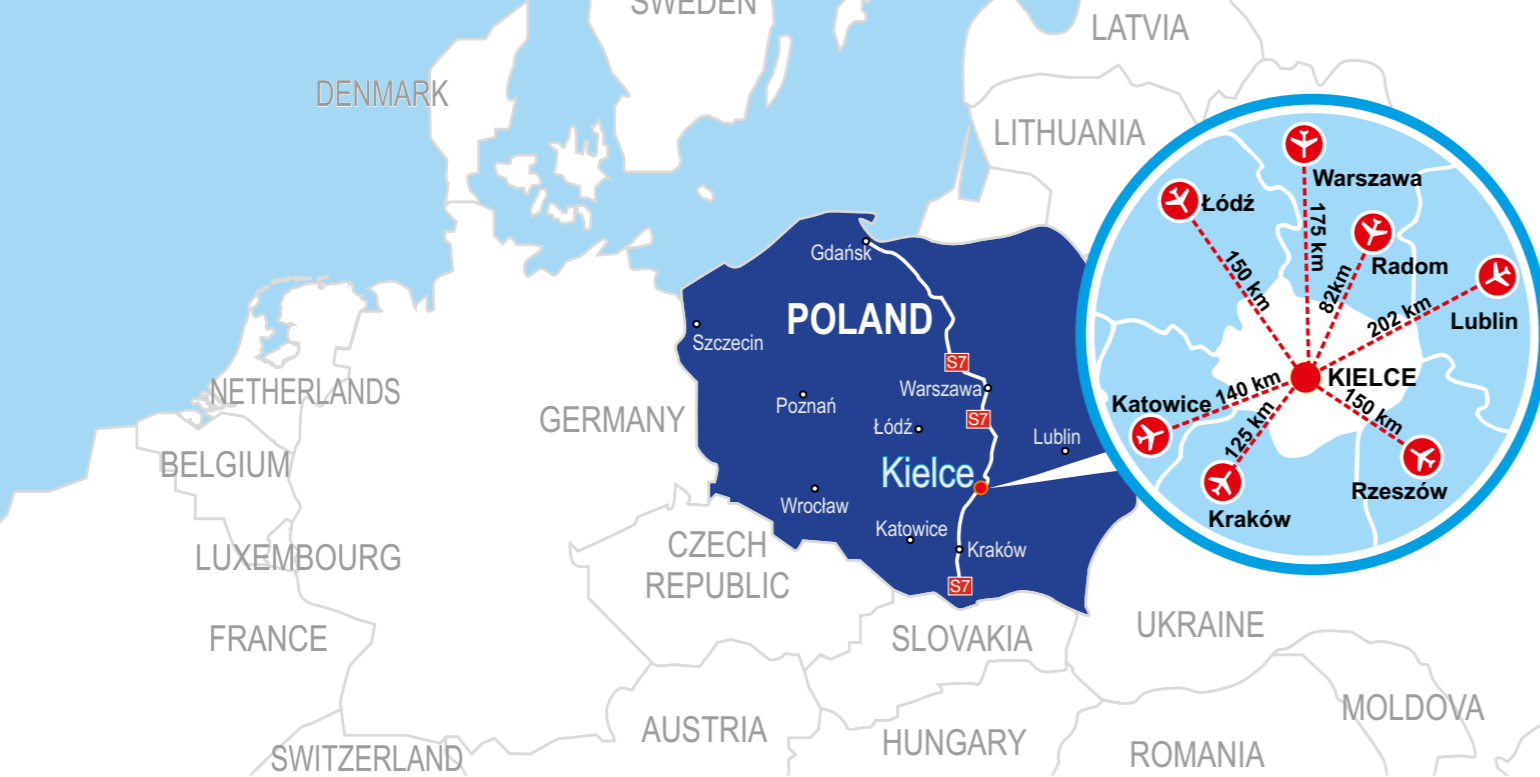 SWEDEN
LATVIA
DENMARK
LITHUANIA
Warszawa
Łódź
175 km
Radom
150 km
82km
202 km
Lublin
KIELCE
140 km
Katowice
125 km
150 km
Rzeszów
Kraków
Gdańsk
POLAND
Szczecin
S7
Warszawa
Poznań
S7
Łódź
Lublin
Kielce
Wrocław
Katowice
Kraków
S7
NETHERLANDS
GERMANY
BELGIUM
LUXEMBOURG
CZECH
REPUBLIC
FRANCE
SLOVAKIA
UKRAINE
MOLDOVA
AUSTRIA
HUNGARY
ROMANIA
SWITZERLAND